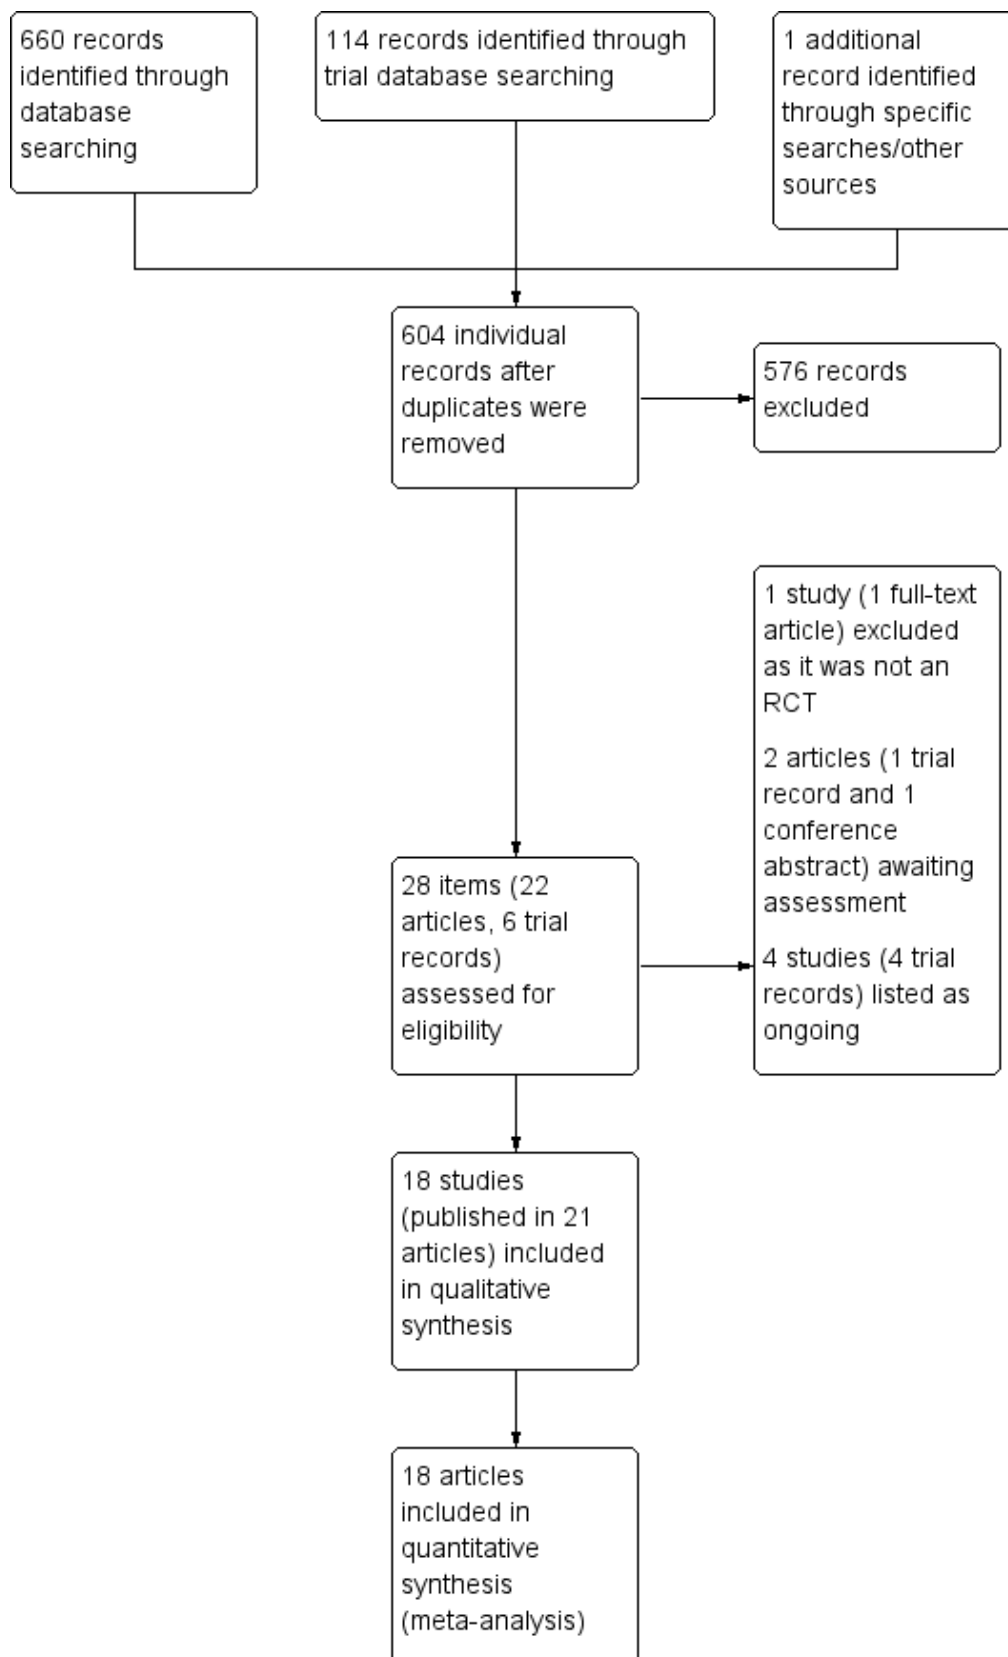 660 records
identified through
database
searching
114 records identified through
trial database searching
1 additional
record identified
through specific
searches/other
sources
604 individual
records after
duplicates were
removed
576 records
excluded
1 study (1 full-text
article) excluded
as it was not an
RCT
2 articles (1 trial
record and 1
conference
abstract) awaiting
assessment
4 studies (4 trial
records) listed as
ongoing
28 items (22
articles, 6 trial
records)
assessed for
eligibility
18 studies
(published in 21
articles) included
in qualitative
synthesis
18 articles
included in
quantitative
synthesis
(meta-analysis)